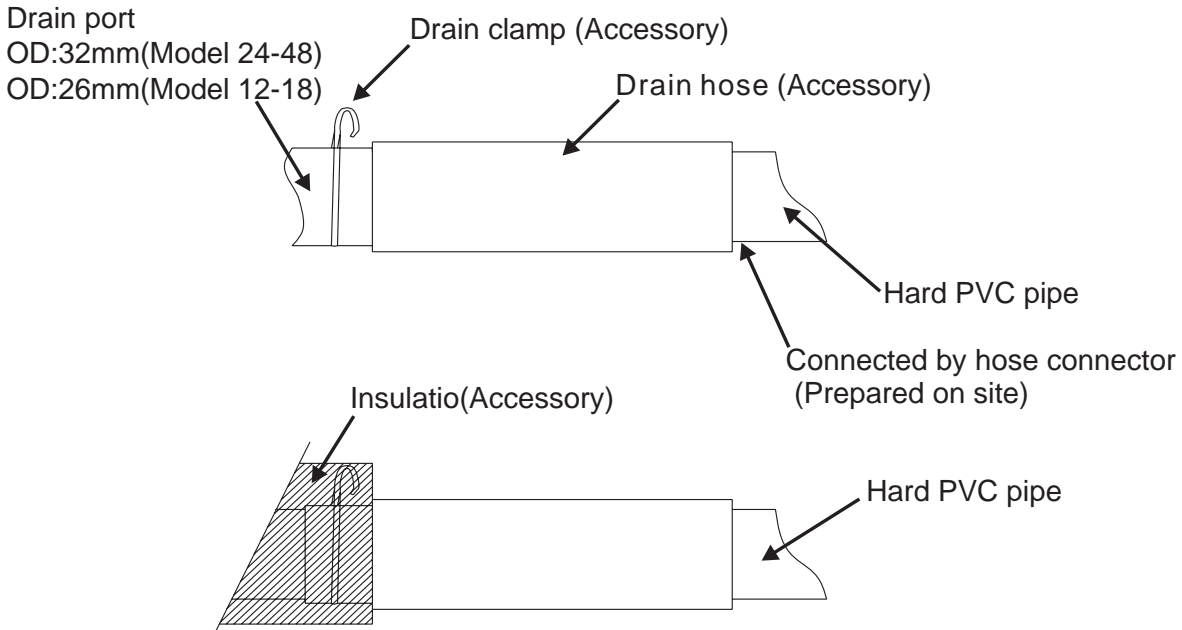 Drain port
OD:32mm(Model 24-48)
OD:26mm(Model 12-18)
Drain clamp (Accessory)
Drain hose (Accessory)
Hard PVC pipe
Connected by hose connector
(Prepared on site)
Insulatio(Accessory)
Hard PVC pipe